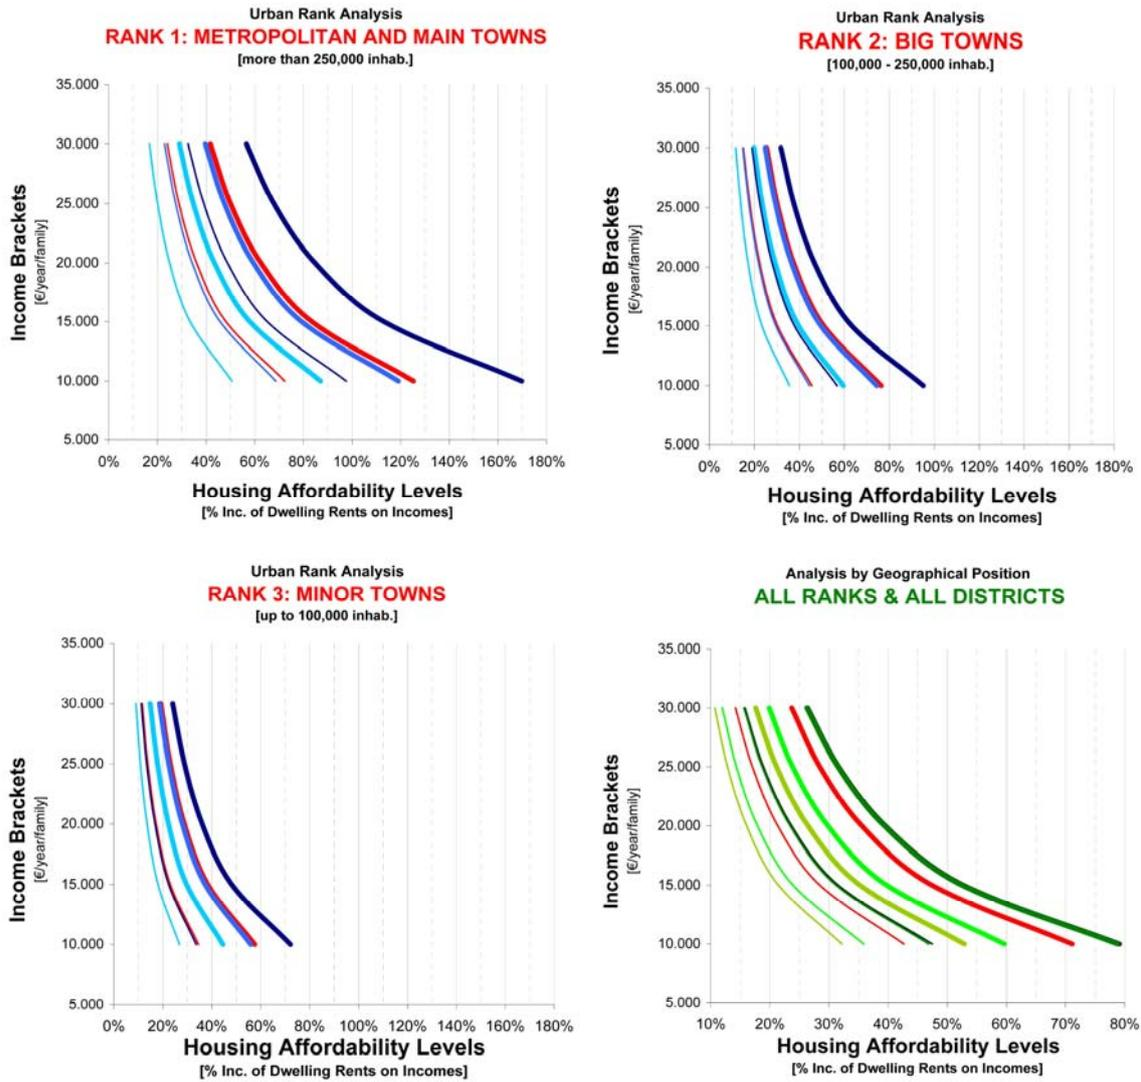 Urban Rank Analysis
RANK 1: METROPOLITAN AND MAIN TOWNS
[more than 250,000 inhab.]
35.000
30.000
25.000
20.000
15.000
10.000
5.000
Income Brackets
[€/year/family]
0% 20% 40% 60% 80% 100% 120% 140% 160% 180%
Housing Affordability Levels
[% Inc. of Dwelling Rents on Incomes]
Urban Rank Analysis
RANK 2: BIG TOWNS
[100,000 - 250,000 inhab.]
35.000
30.000
25.000
20.000
15.000
10.000
5.000
Income Brackets
[€/year/family]
0% 20% 40% 60% 80% 100% 120% 140% 160% 180%
Housing Affordability Levels
[% Inc. of Dwelling Rents on Incomes]
Urban Rank Analysis
RANK 3: MINOR TOWNS
[up to 100,000 inhab.]
35.000
30.000
25.000
20.000
15.000
10.000
5.000
Income Brackets
[€/year/family]
0% 20% 40% 60% 80% 100% 120% 140% 160% 180%
Housing Affordability Levels
[% Inc. of Dwelling Rents on Incomes]
Analysis by Geographical Position
ALL RANKS & ALL DISTRICTS
35.000
30.000
25.000
20.000
15.000
10.000
5.000
Income Brackets
[€/year/family]
10% 20% 30% 40% 50% 60% 70% 80%
Housing Affordability Levels
[% Inc. of Dwelling Rents on Incomes]